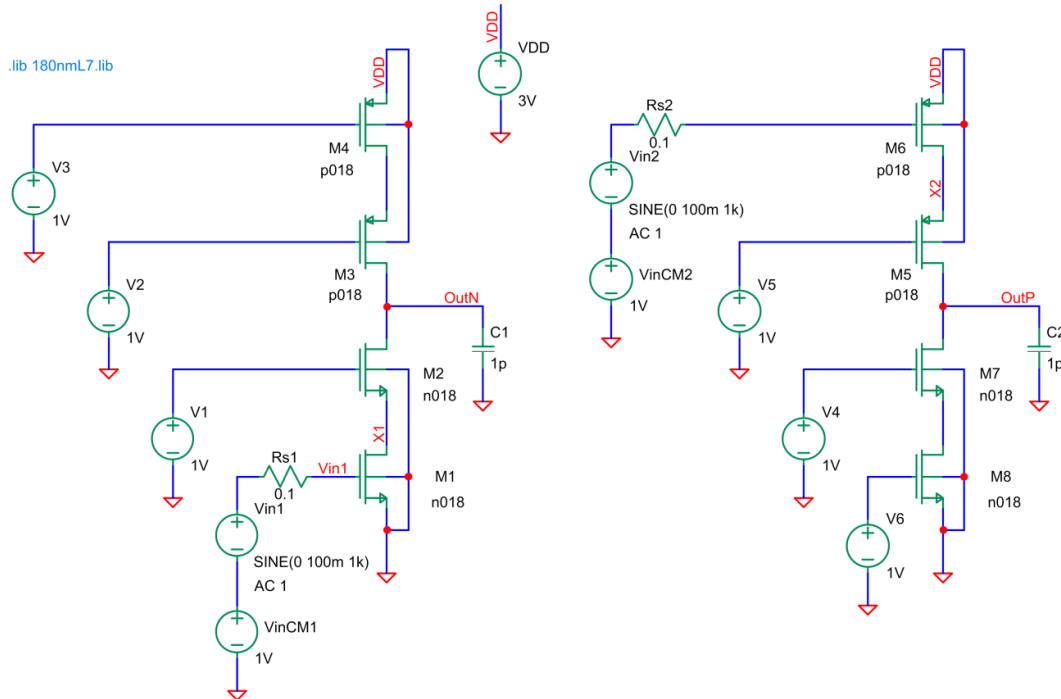 .lib 180nmL7.lib
VDD
VDD
3V
VDD
M4
p018
V3
1V
M3
p018
V2
1V
OutN
C1
1p
M2
n018
V1
1V
X1
Rs1
0.1
Vin1
M1
n018
Vin1
SINE(0 100m 1k)
AC 1
VinCM1
1V
VDD
Rs2
0.1
M6
p018
Vin2
SINE(0 100m 1k)
AC 1
X2
VinCM2
1V
M5
p018
V5
1V
OutP
C2
1p
M7
n018
V4
1V
M8
n018
V6
1V